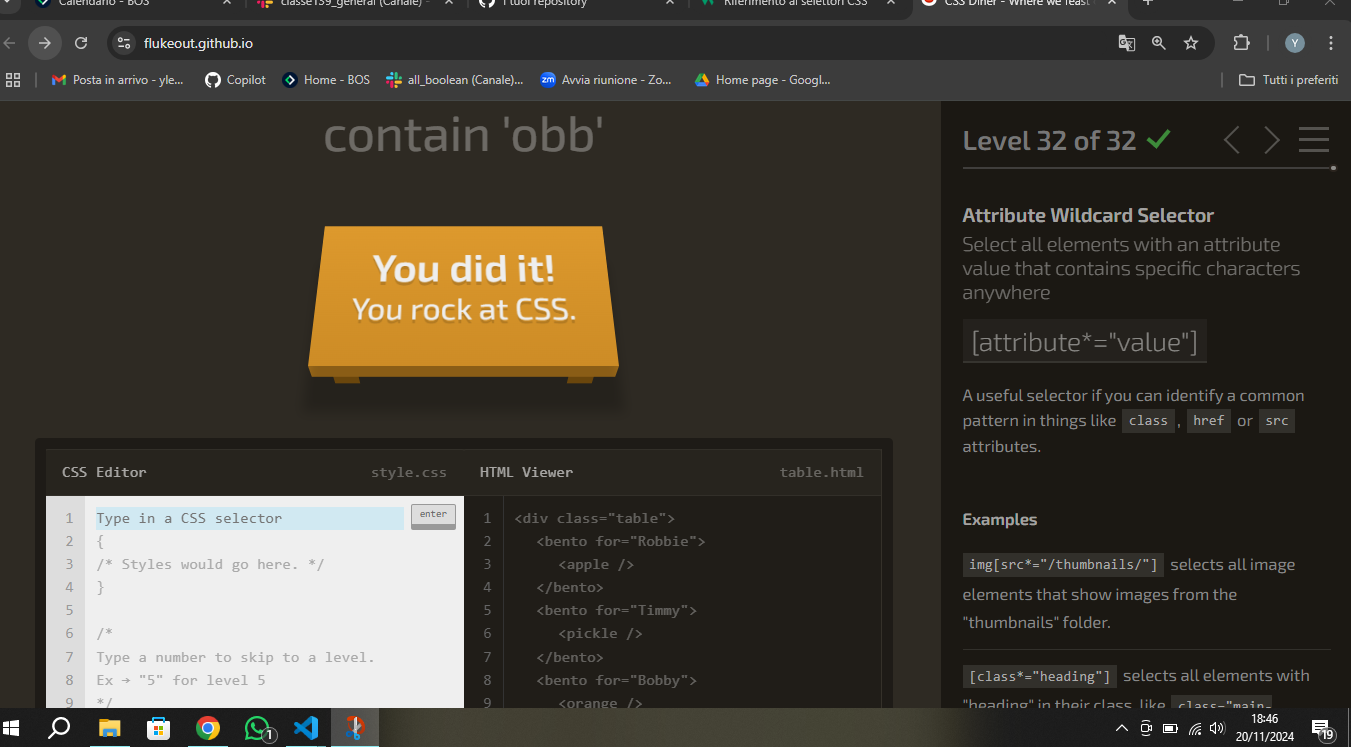 Calendario - BOS
classe139_general (Canale) -
I tuoi repository
Riferimento ai selettori CSS
CSS Diner - Where we feast
flukeout.github.io
Y
Posta in arrivo - yle...
Copilot
Home - BOS
all_boolean (Canale)...
zm
Avvia riunione - Zo...
Home page - Googl...
Tutti i preferiti
contain 'obb'
You did it!
You rock at CSS.
CSS Editor
style.css
HTML Viewer
table.html
1 Type in a CSS selector
enter
2 {
3 /* Styles would go here. */
4 }
5
6 /*
7 Type a number to skip to a level.
8 Ex → "5" for level 5
9 */
1 <div class="table">
2 <bento for="Robbie">
3 <apple />
4 </bento>
5 <bento for="Timmy">
6 <pickle />
7 </bento>
8 <bento for="Bobby">
9 <orange />
Level 32 of 32
Attribute Wildcard Selector
Select all elements with an attribute
value that contains specific characters
anywhere
[attribute*="value"]
A useful selector if you can identify a common
pattern in things like class , href or src
attributes.
Examples
img[src*="/thumbnails/"] selects all image
elements that show images from the
"thumbnails" folder.
[class*="heading"] selects all elements with
"heading" in their class, like class="main-
1
18:46
20/11/2024
19